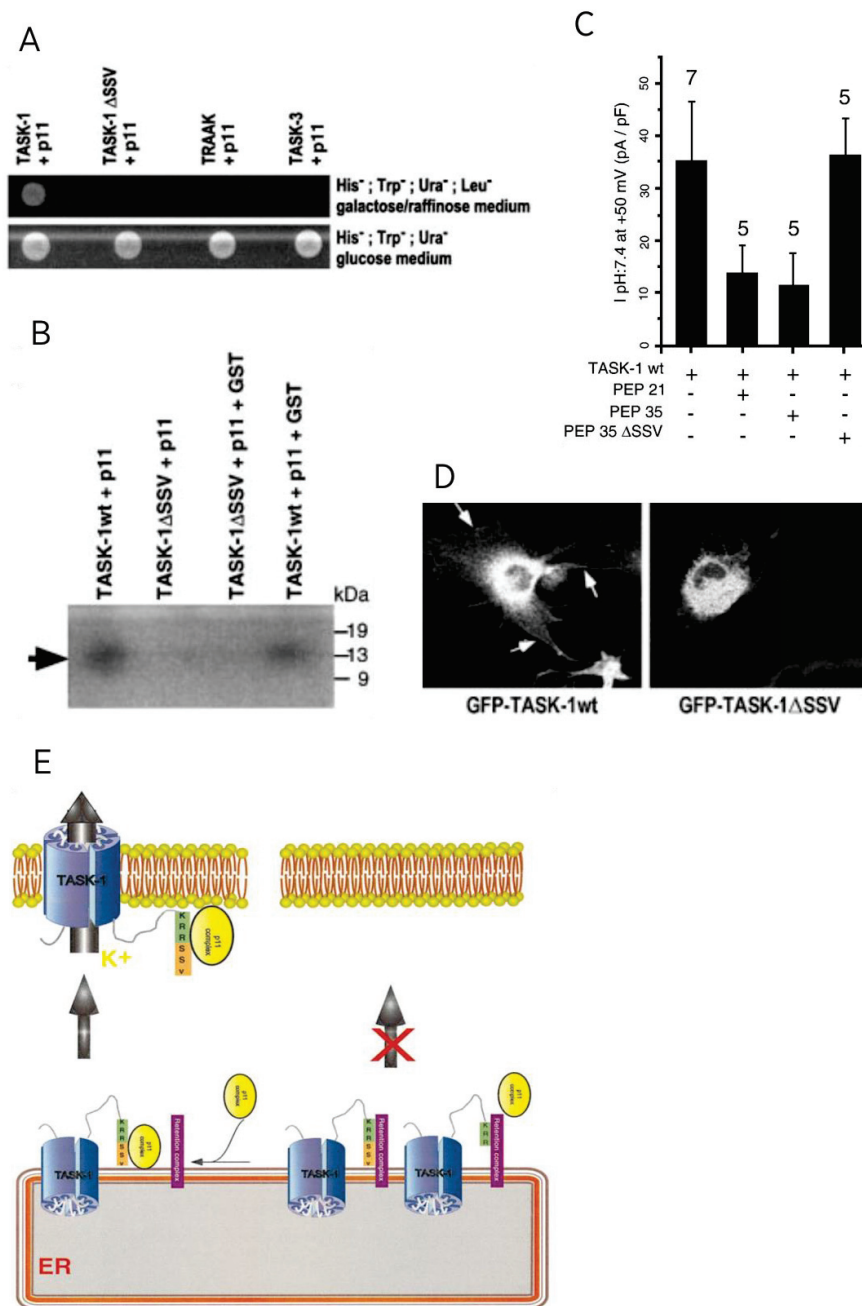 A
TASK-1
+ p11
TASK-1 ΔSSV
+ p11
TRAAK
+ p11
TASK-3
+ p11
His⁻ ; Trp⁻ ; Ura⁻ ; Leu⁻
galactose/raffinose medium
His⁻ ; Trp⁻ ; Ura⁻
glucose medium
B
TASK-1wt + p11
TASK-1ΔSSV + p11
TASK-1ΔSSV + p11 + GST
TASK-1wt + p11 + GST
kDa
19
13
9
C
I pH:7.4 at +50 mV (pA / pF)
40
30
20
10
0
7
5
5
5
TASK-1 wt + + + +
PEP 21 - + - -
PEP 35 - - + -
PEP 35 ΔSSV - - - +
D
GFP-TASK-1wt
GFP-TASK-1ΔSSV
E
TASK-1
K+
K
R
R
S
S
V
p11
complex
TASK-1
K
R
R
S
S
V
p11
complex
Retention complex
p11
complex
TASK-1
K
R
R
S
S
V
Retention complex
TASK-1
K
R
Retention complex
p11
complex
ER